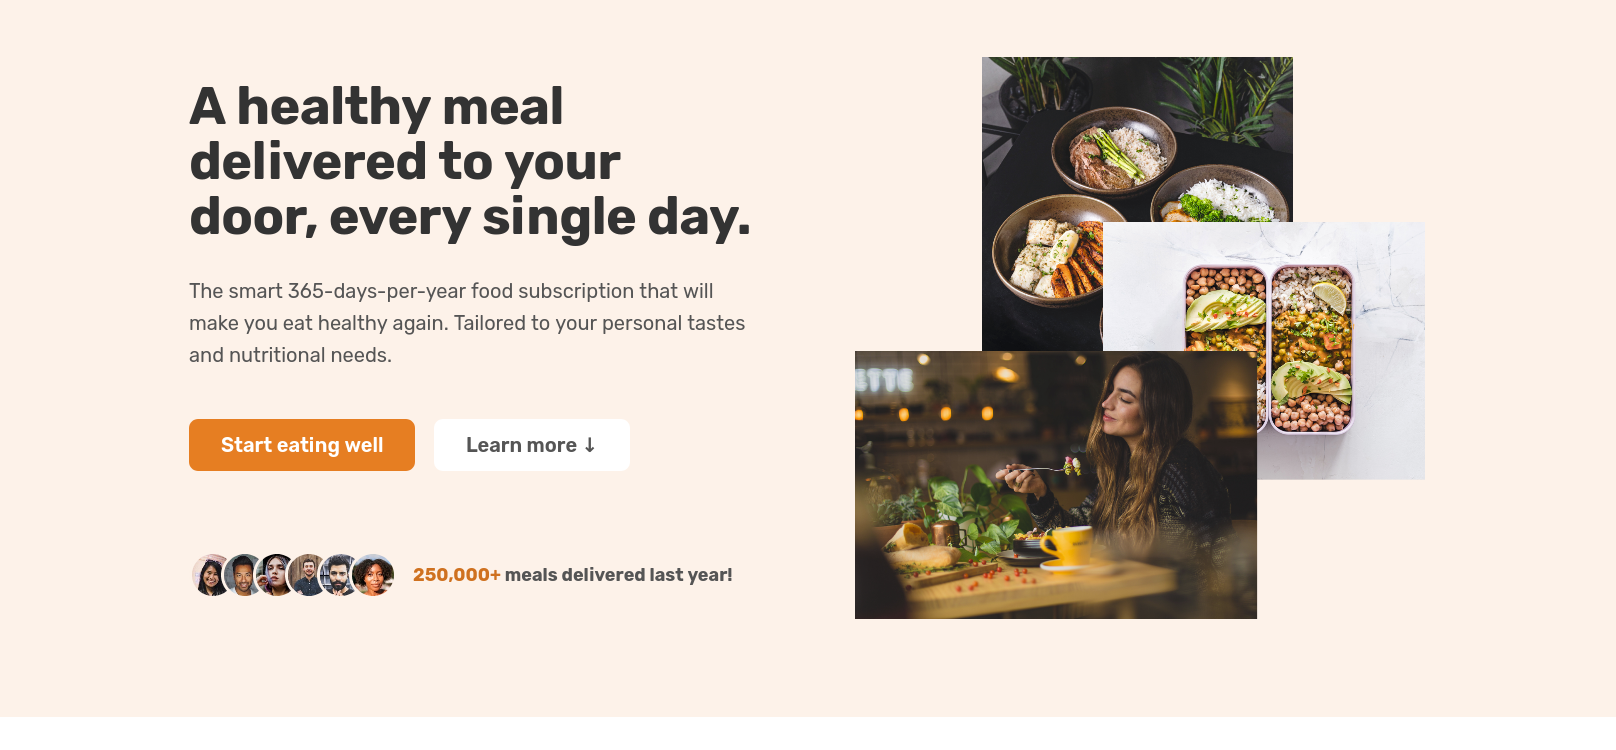 A healthy meal
delivered to your
door, every single day.
The smart 365-days-per-year food subscription that will
make you eat healthy again. Tailored to your personal tastes
and nutritional needs.
Start eating well
Learn more ↓
250,000+ meals delivered last year!